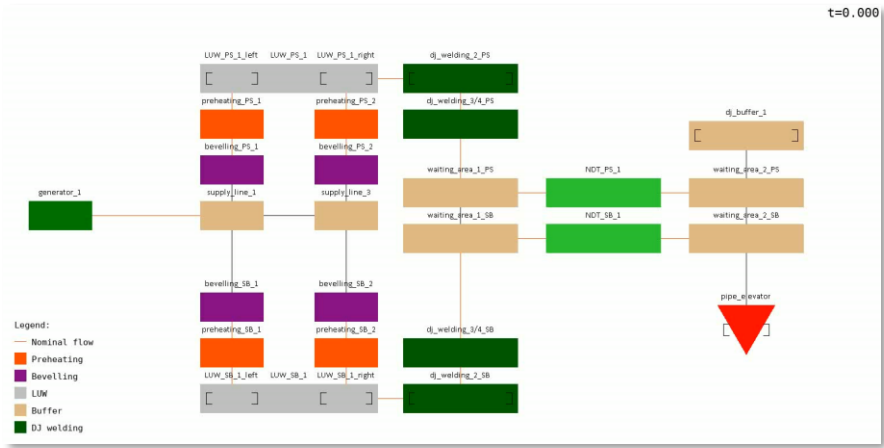 t=0.000
LUW_PS_1_left LUW_PS_1 LUW_PS_1_right dj_welding_2_PS
preheating_PS_1 preheating_PS_2 dj_welding_3/4_PS
dj_buffer_1
bevelling_PS_1 bevelling_PS_2
waiting_area_1_PS NDT_PS_1 waiting_area_2_PS
generator_1 supply_line_1 supply_line_3
waiting_area_1_SB NDT_SB_1 waiting_area_2_SB
bevelling_SB_1 bevelling_SB_2
pipe_elevator
preheating_SB_1 preheating_SB_2 dj_welding_3/4_SB
LUW_SB_1_left LUW_SB_1 LUW_SB_1_right dj_welding_2_SB
Legend:
Nominal flow
Preheating
Bevelling
LUW
Buffer
DJ welding